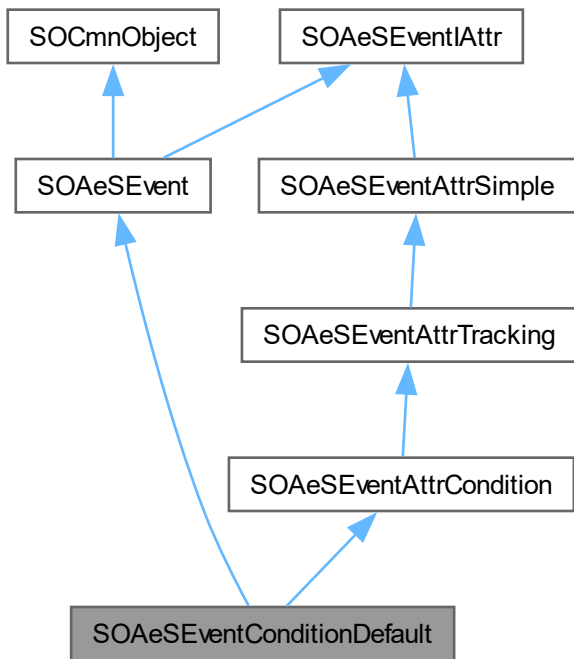 SOCmnObject
SOAeSEventIAttr
SOAeSEvent
SOAeSEventAttrSimple
SOAeSEventAttrTracking
SOAeSEventAttrCondition
SOAeSEventConditionDefault